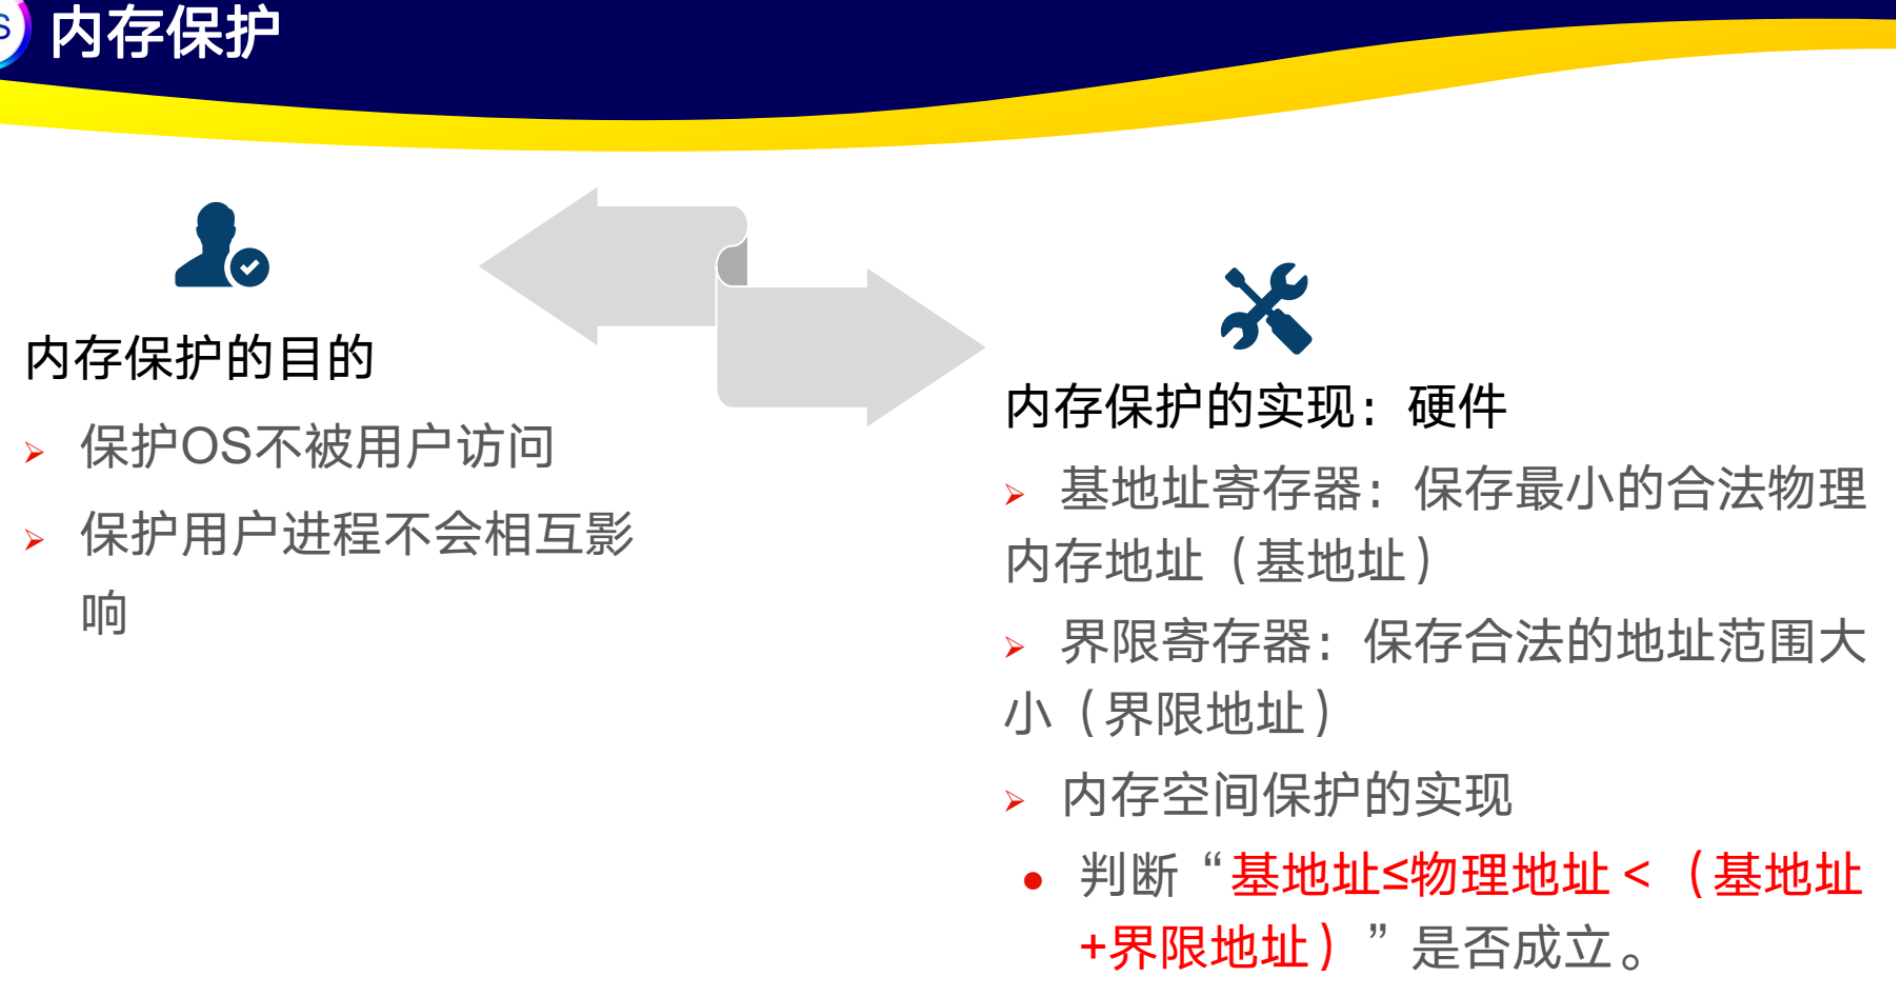 S
内存保护
内存保护的目的
➢ 保护OS不被用户访问
➢ 保护用户进程不会相互影
响
内存保护的实现：硬件
➢ 基地址寄存器：保存最小的合法物理
内存地址（基地址）
➢ 界限寄存器：保存合法的地址范围大
小（界限地址）
➢ 内存空间保护的实现
● 判断“基地址≤物理地址 <（基地址
+界限地址）”是否成立。